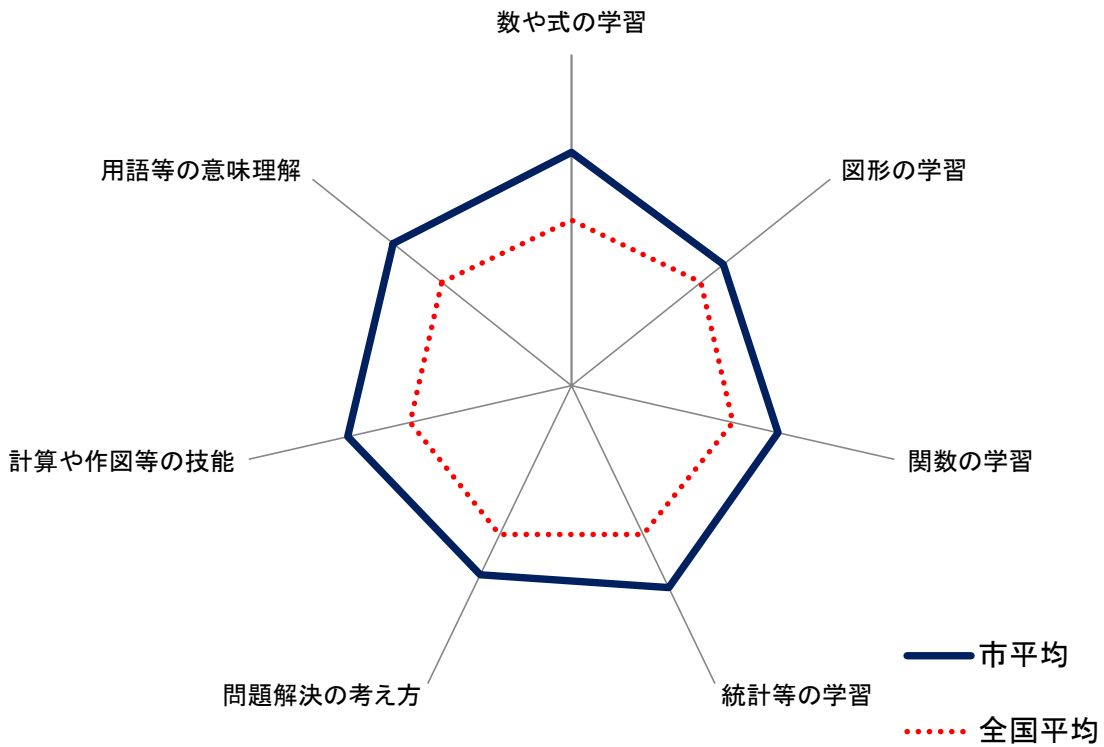 数や式の学習
用語等の意味理解
図形の学習
計算や作図等の技能
関数の学習
問題解決の考え方
統計等の学習
市平均
全国平均